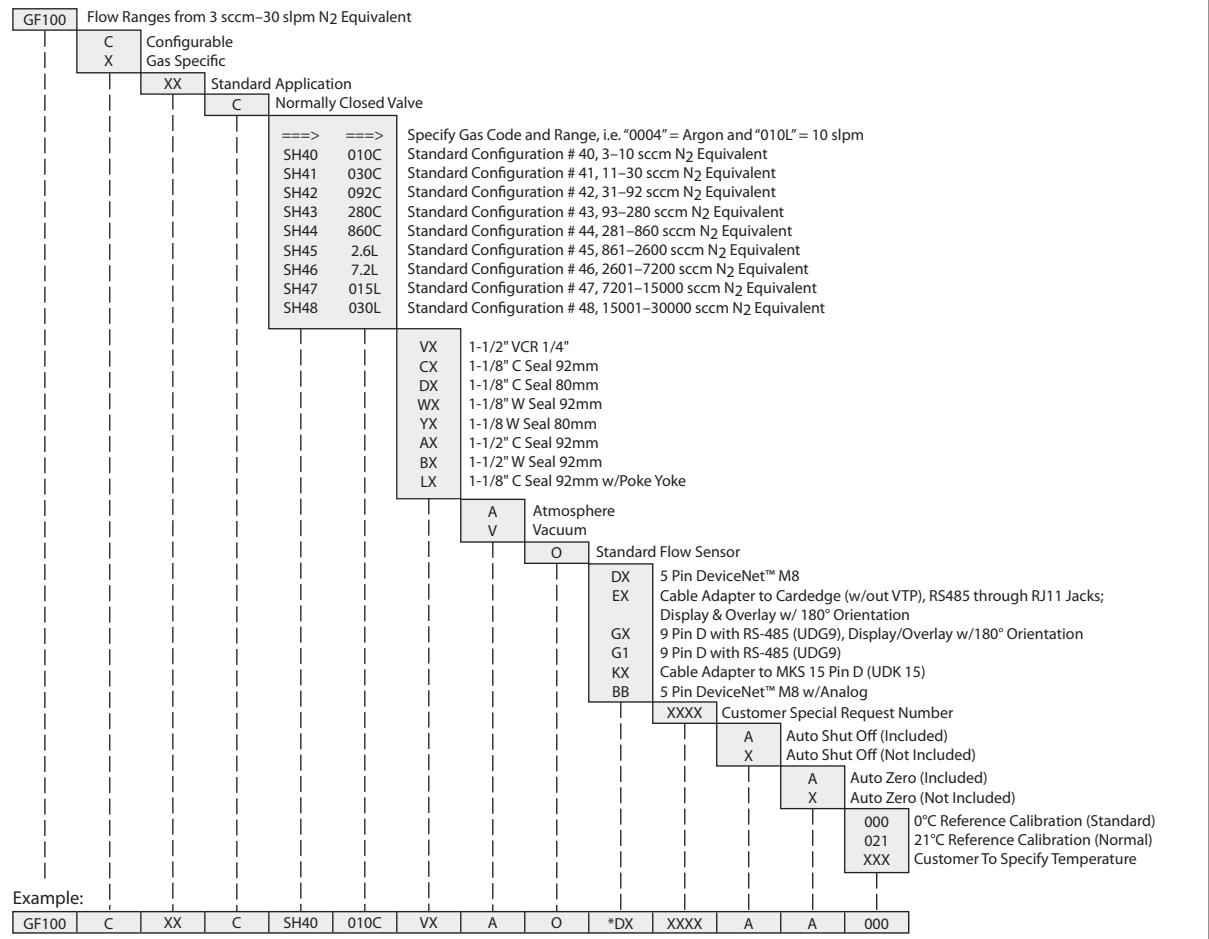 GF100 Flow Ranges from 3 sccm–30 slpm N2 Equivalent
C Configurable
X Gas Specific
XX Standard Application
C Normally Closed Valve
===> ===> Specify Gas Code and Range, i.e. “0004” = Argon and “010L” = 10 slpm
SH40 010C Standard Configuration # 40, 3–10 sccm N2 Equivalent
SH41 030C Standard Configuration # 41, 11–30 sccm N2 Equivalent
SH42 092C Standard Configuration # 42, 31–92 sccm N2 Equivalent
SH43 280C Standard Configuration # 43, 93–280 sccm N2 Equivalent
SH44 860C Standard Configuration # 44, 281–860 sccm N2 Equivalent
SH45 2.6L Standard Configuration # 45, 861–2600 sccm N2 Equivalent
SH46 7.2L Standard Configuration # 46, 2601–7200 sccm N2 Equivalent
SH47 015L Standard Configuration # 47, 7201–15000 sccm N2 Equivalent
SH48 030L Standard Configuration # 48, 15001–30000 sccm N2 Equivalent
VX 1-1/2" VCR 1/4"
CX 1-1/8" C Seal 92mm
DX 1-1/8" C Seal 80mm
WX 1-1/8" W Seal 92mm
YX 1-1/8 W Seal 80mm
AX 1-1/2" C Seal 92mm
BX 1-1/2" W Seal 92mm
LX 1-1/8" C Seal 92mm w/Poke Yoke
A Atmosphere
V Vacuum
O Standard Flow Sensor
DX 5 Pin DeviceNet™ M8
EX Cable Adapter to Cardedge (w/out VTP), RS485 through RJ11 Jacks;
Display & Overlay w/ 180° Orientation
GX 9 Pin D with RS-485 (UDG9), Display/Overlay w/180° Orientation
G1 9 Pin D with RS-485 (UDG9)
KX Cable Adapter to MKS 15 Pin D (UDK 15)
BB 5 Pin DeviceNet™ M8 w/Analog
XXXX Customer Special Request Number
A Auto Shut Off (Included)
X Auto Shut Off (Not Included)
A Auto Zero (Included)
X Auto Zero (Not Included)
000 0°C Reference Calibration (Standard)
021 21°C Reference Calibration (Normal)
XXX Customer To Specify Temperature
Example:
GF100 C XX C SH40 010C VX A O *DX XXXX A A 000